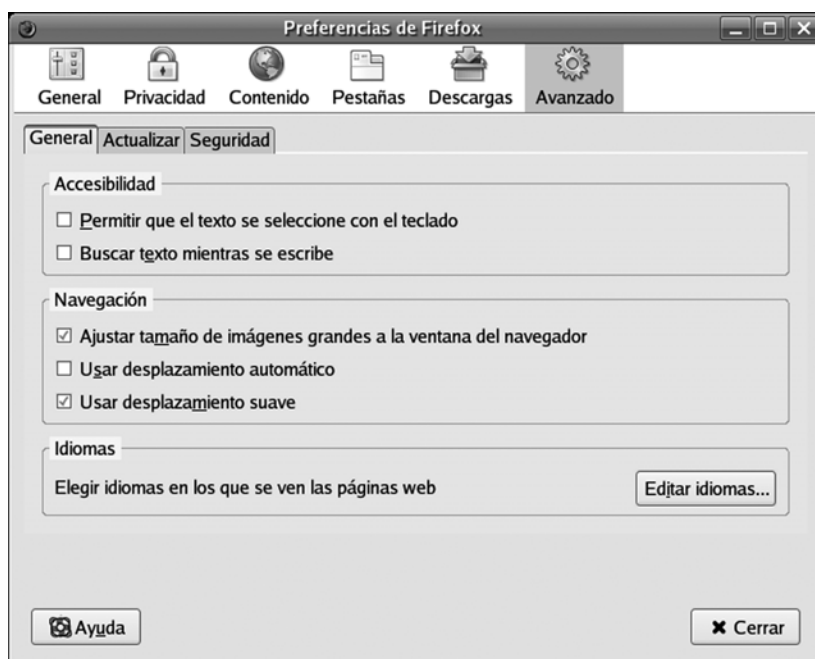 Preferencias de Firefox
General Privacidad Contenido Pestañas Descargas Avanzado
General Actualizar Seguridad
Accesibilidad
Permitir que el texto se seleccione con el teclado
Buscar texto mientras se escribe
Navegación
Ajustar tamaño de imágenes grandes a la ventana del navegador
Usar desplazamiento automático
Usar desplazamiento suave
Idiomas
Elegir idiomas en los que se ven las páginas web Editar idiomas...
Ayuda Cerrar